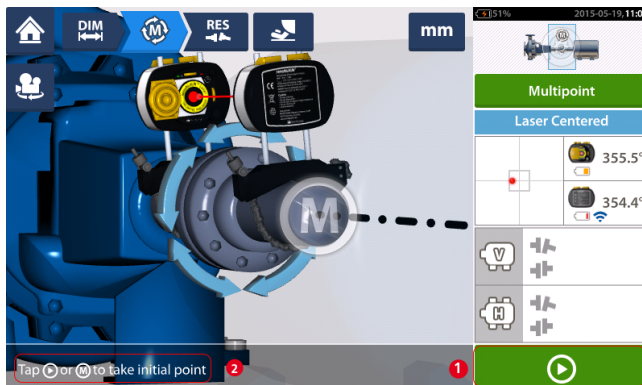 51%
2015-05-19, 11:0
DIM
M
RES
mm
M
Multipoint
Laser Centered
355.5°
354.4°
M
V
H
Tap or M to take initial point
2
1